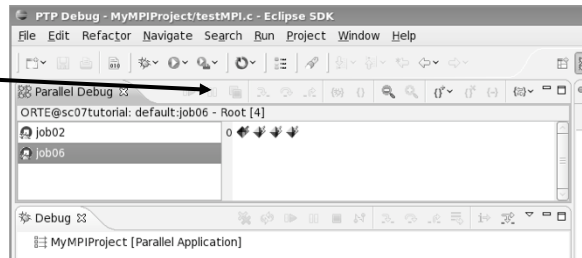 PTP Debug - MyMPIProject/testMPI.c - Eclipse SDK
File Edit Refactor Navigate Search Run Project Window Help
Parallel Debug
ORTE@sc07tutorial: default:job06 - Root [4]
job02
0
job06
Debug
MyMPIProject [Parallel Application]